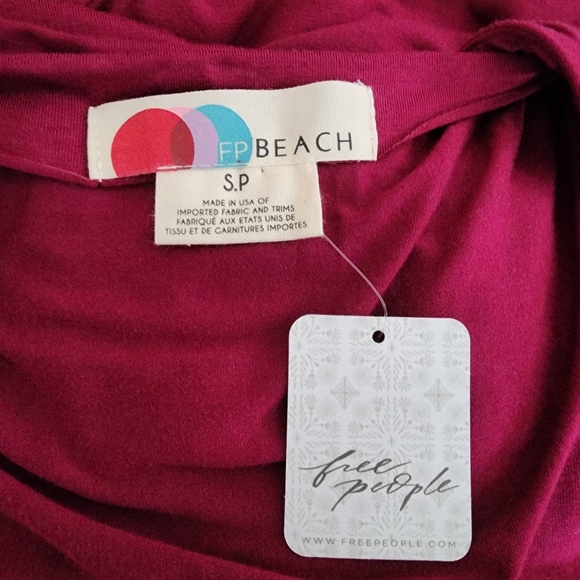 FP BEACH
S.P
MADE IN USA OF
IMPORTED FABRIC AND TRIMS
FABRIQUÉ AUX ETATS UNIS DE
TISSU ET DE GARNITURES IMPORTES
free
people
WWW.FREEPEOPLE.COM